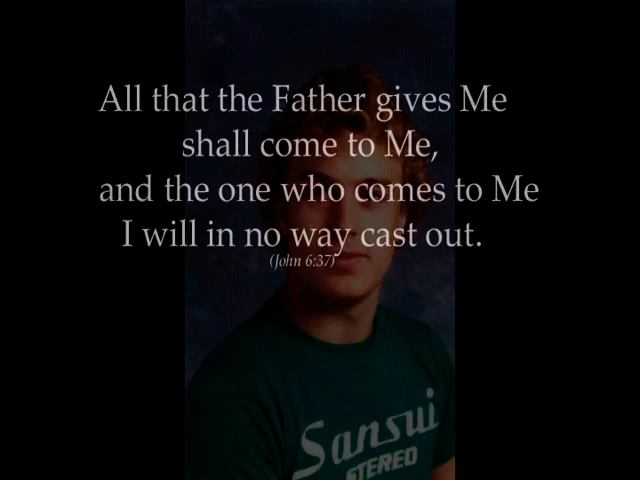 All that the Father gives Me
shall come to Me,
and the one who comes to Me
I will in no way cast out.
(John 6:37)
Sansui
STEREO